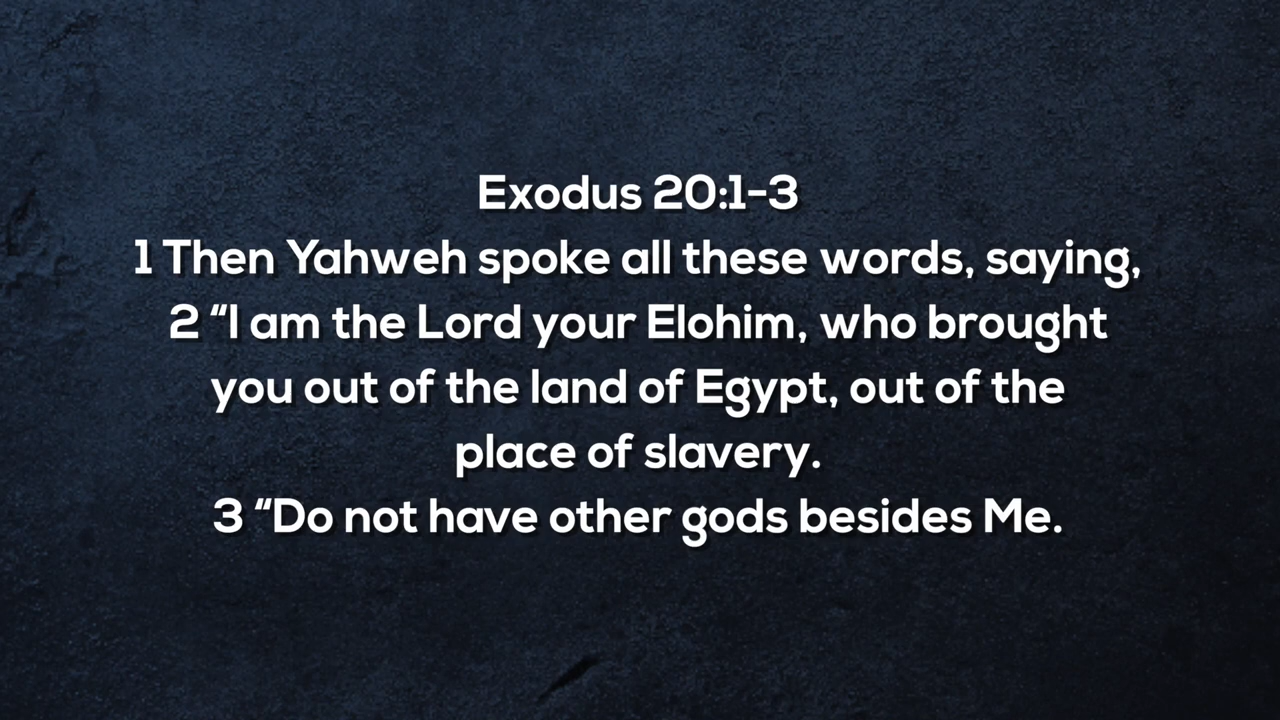 Exodus 20:1-3
1 Then Yahweh spoke all these words, saying,
2 “I am the Lord your Elohim, who brought
you out of the land of Egypt, out of the
place of slavery.
3 “Do not have other gods besides Me.